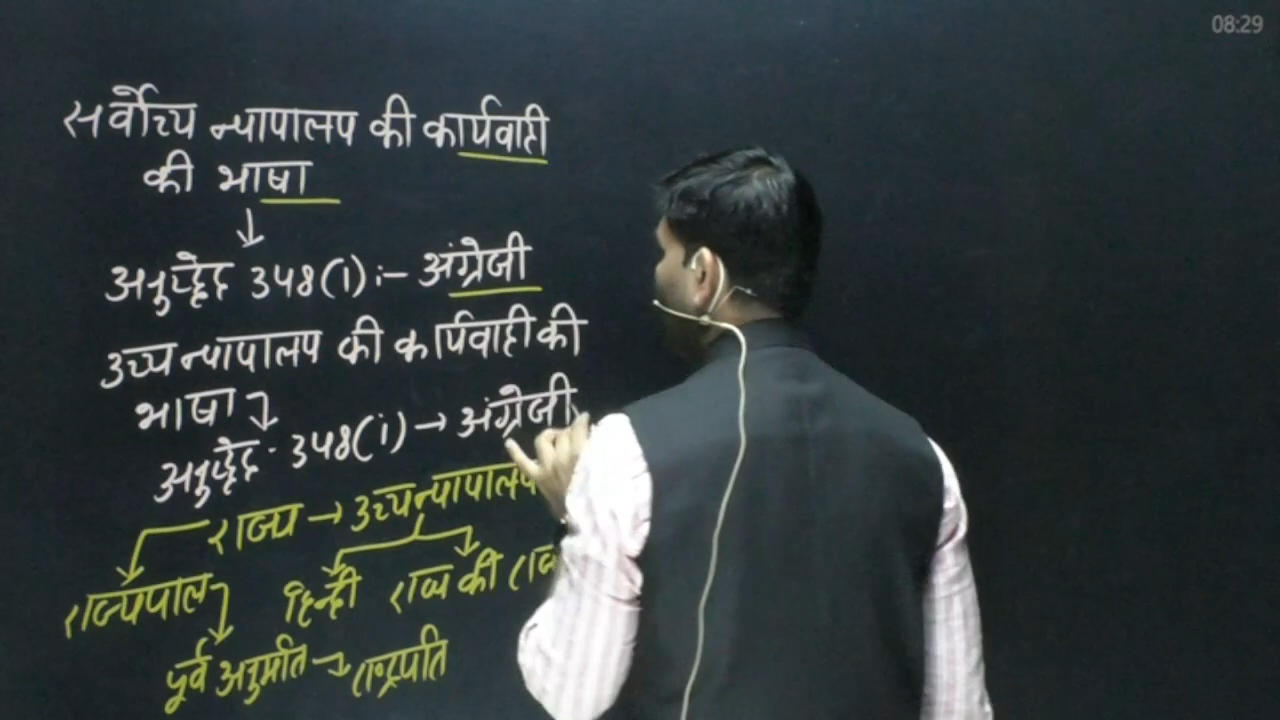 08:29
सर्वोच्च न्यायालय की कार्यवाही
की भाषा
↓
अनुच्छेद 348(1):- अंग्रेजी
उच्च न्यायालय की कार्यवाही की
भाषा
अनुच्छेद 348(1) → अंग्रेजी
राज्य → उच्च न्यायालय
राज्यपाल हिन्दी राज्य की
पूर्व अनुमति → राष्ट्रपति